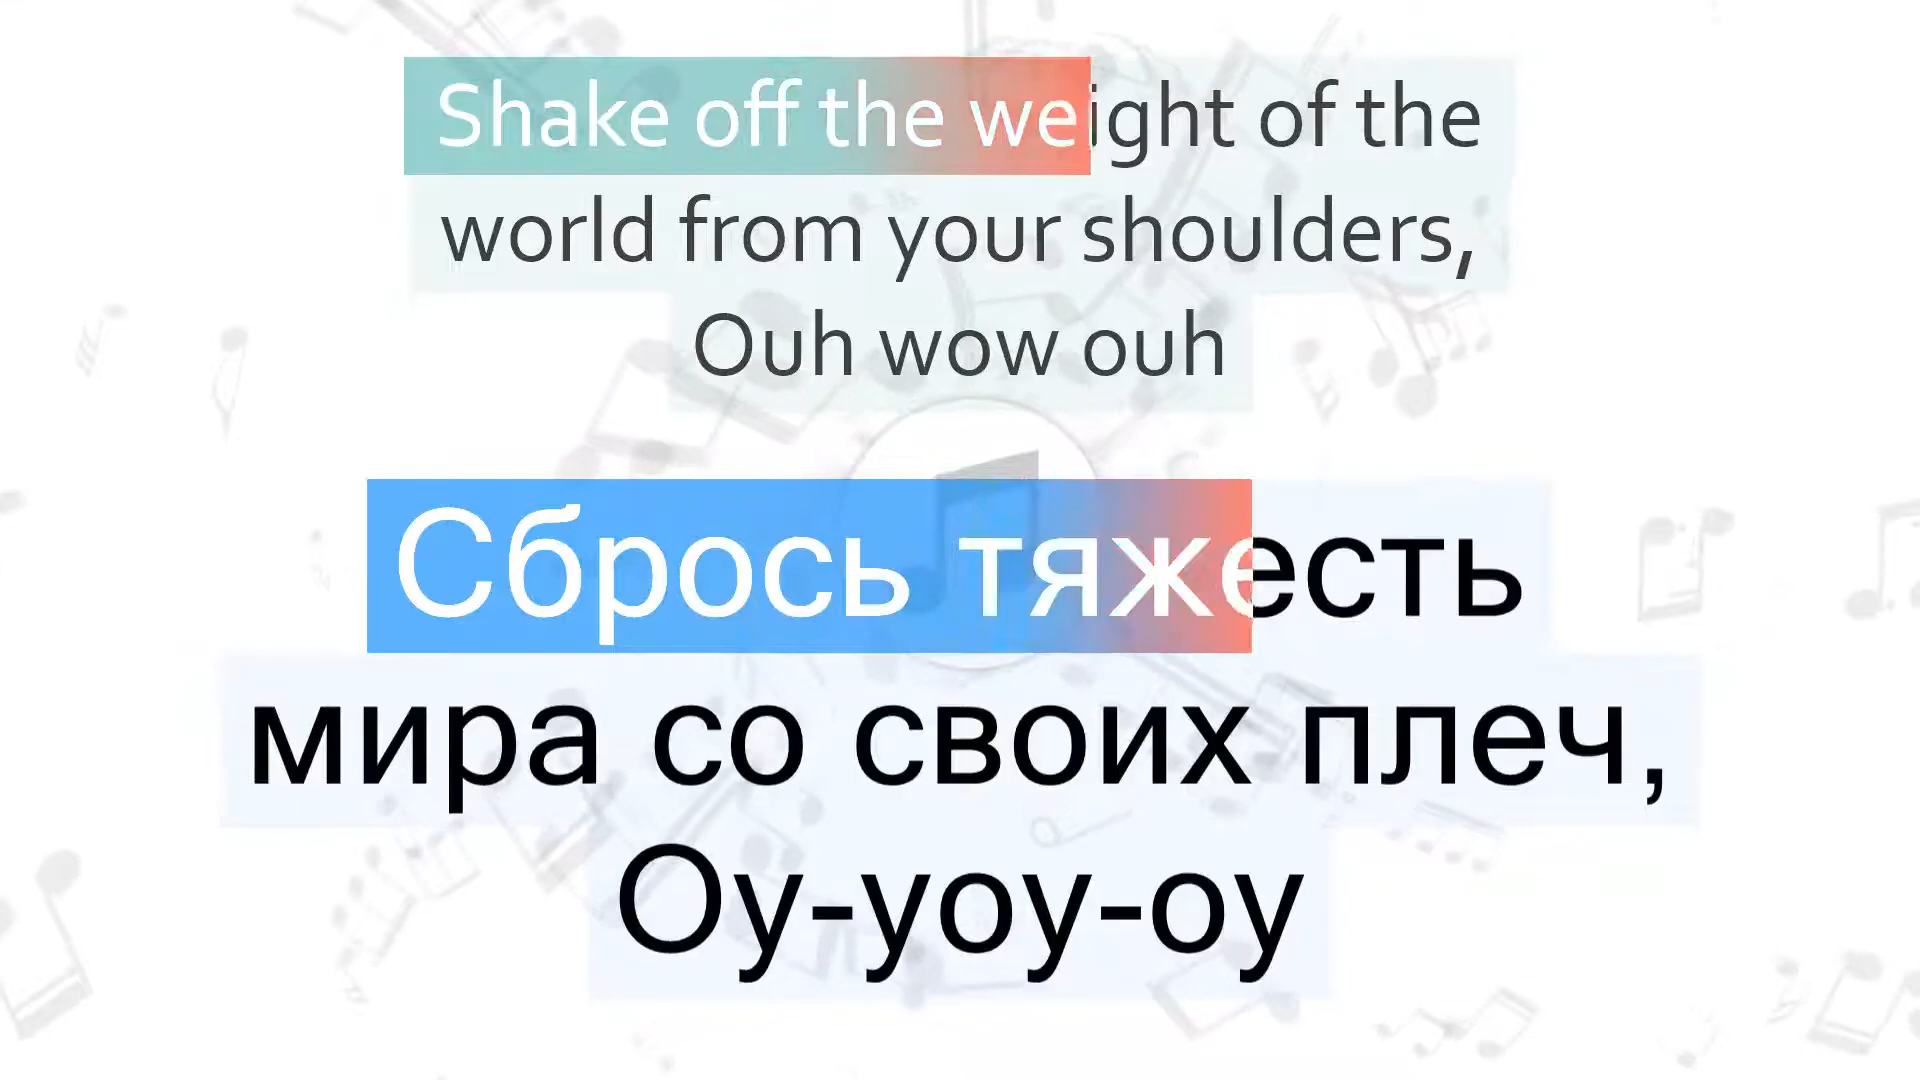 Shake off the weight of the
world from your shoulders,
Ouh wow ouh
Сбрось тяжесть
мира со своих плеч,
Оу-уоу-оу